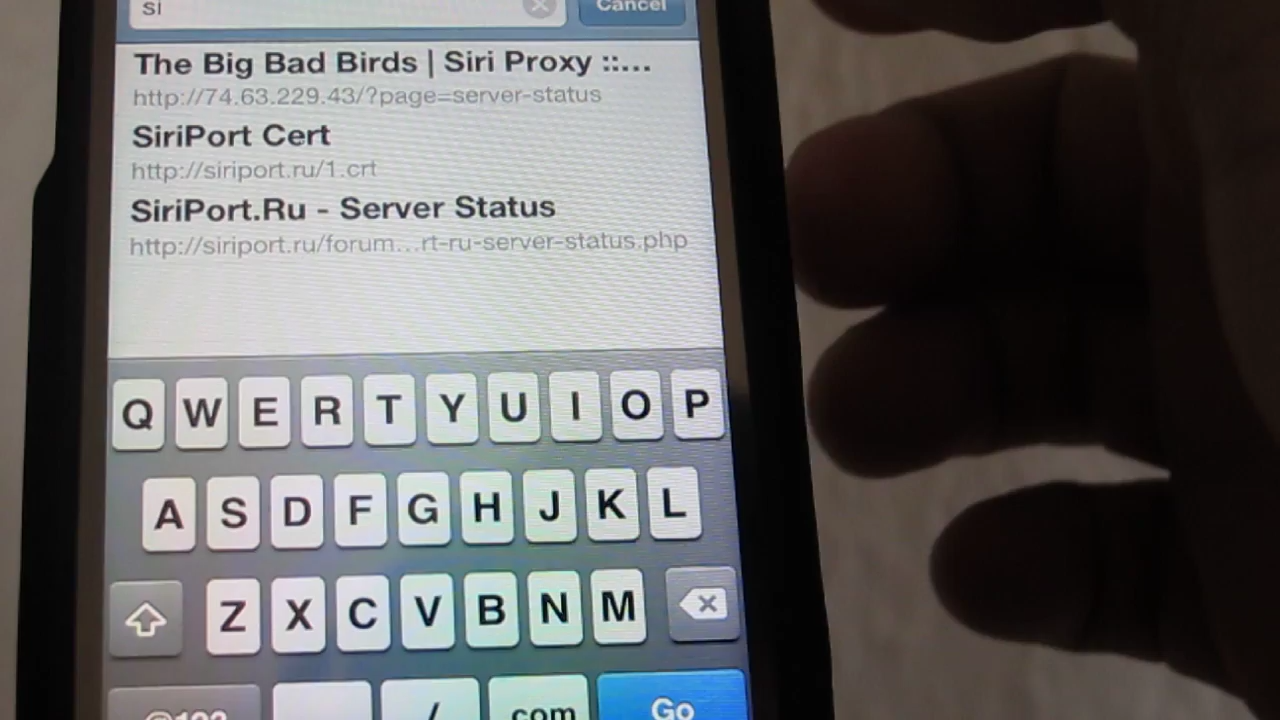 si
Cancel
The Big Bad Birds | Siri Proxy ::...
http://74.63.229.43/?page=server-status
SiriPort Cert
http://siriport.ru/1.crt
SiriPort.Ru - Server Status
http://siriport.ru/forum...rt-ru-server-status.php
Q W E R T Y U I O P
A S D F G H J K L
Z X C V B N M
@123 . / .com Go